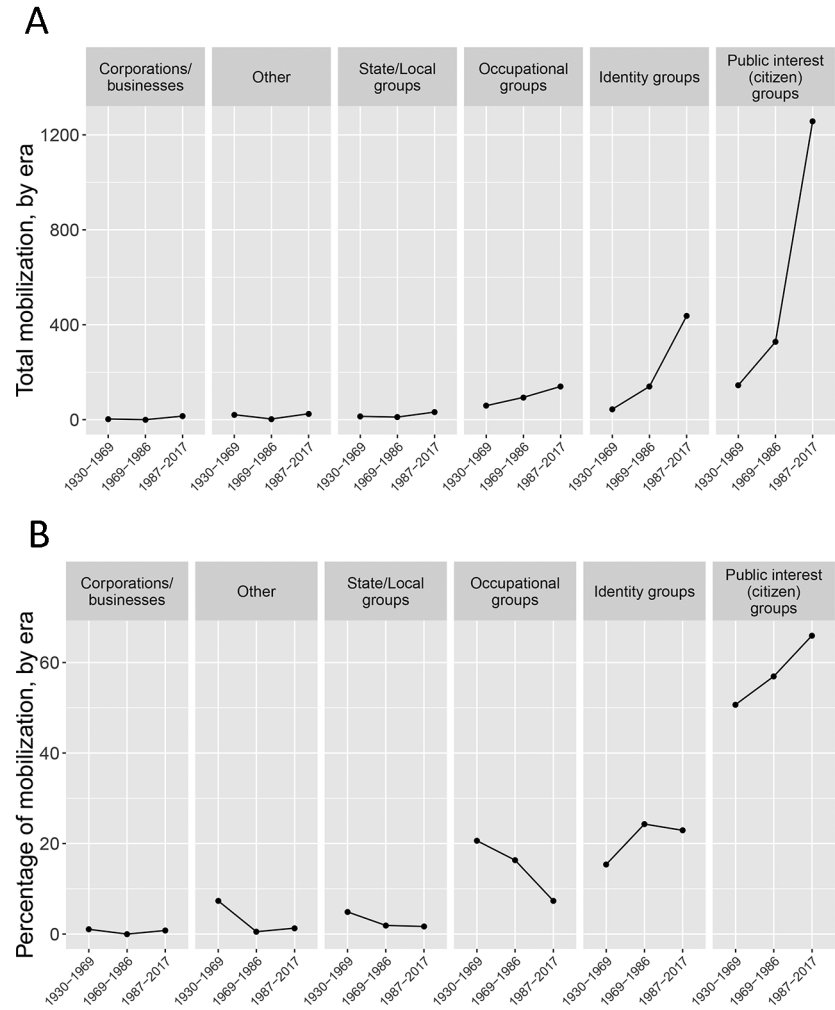 A
Corporations/
businesses
Other
State/Local
groups
Occupational
groups
Identity groups
Public interest
(citizen)
groups
Total mobilization, by era
1200
800
400
0
1930–1969
1969–1986
1987–2017
1930–1969
1969–1986
1987–2017
1930–1969
1969–1986
1987–2017
1930–1969
1969–1986
1987–2017
1930–1969
1969–1986
1987–2017
1930–1969
1969–1986
1987–2017
B
Corporations/
businesses
Other
State/Local
groups
Occupational
groups
Identity groups
Public interest
(citizen)
groups
Percentage of mobilization, by era
60
40
20
0
1930–1969
1969–1986
1987–2017
1930–1969
1969–1986
1987–2017
1930–1969
1969–1986
1987–2017
1930–1969
1969–1986
1987–2017
1930–1969
1969–1986
1987–2017
1930–1969
1969–1986
1987–2017